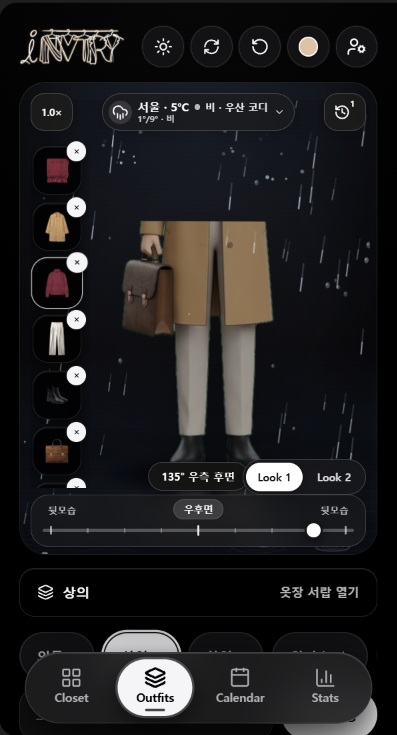 INVTRY
1.0×
서울 · 5°C 비 · 우산 코디
1°/9° · 비
1
135° 우측 후면
Look 1
Look 2
뒷모습
우후면
뒷모습
상의
옷장 서랍 열기
Closet
Outfits
Calendar
Stats